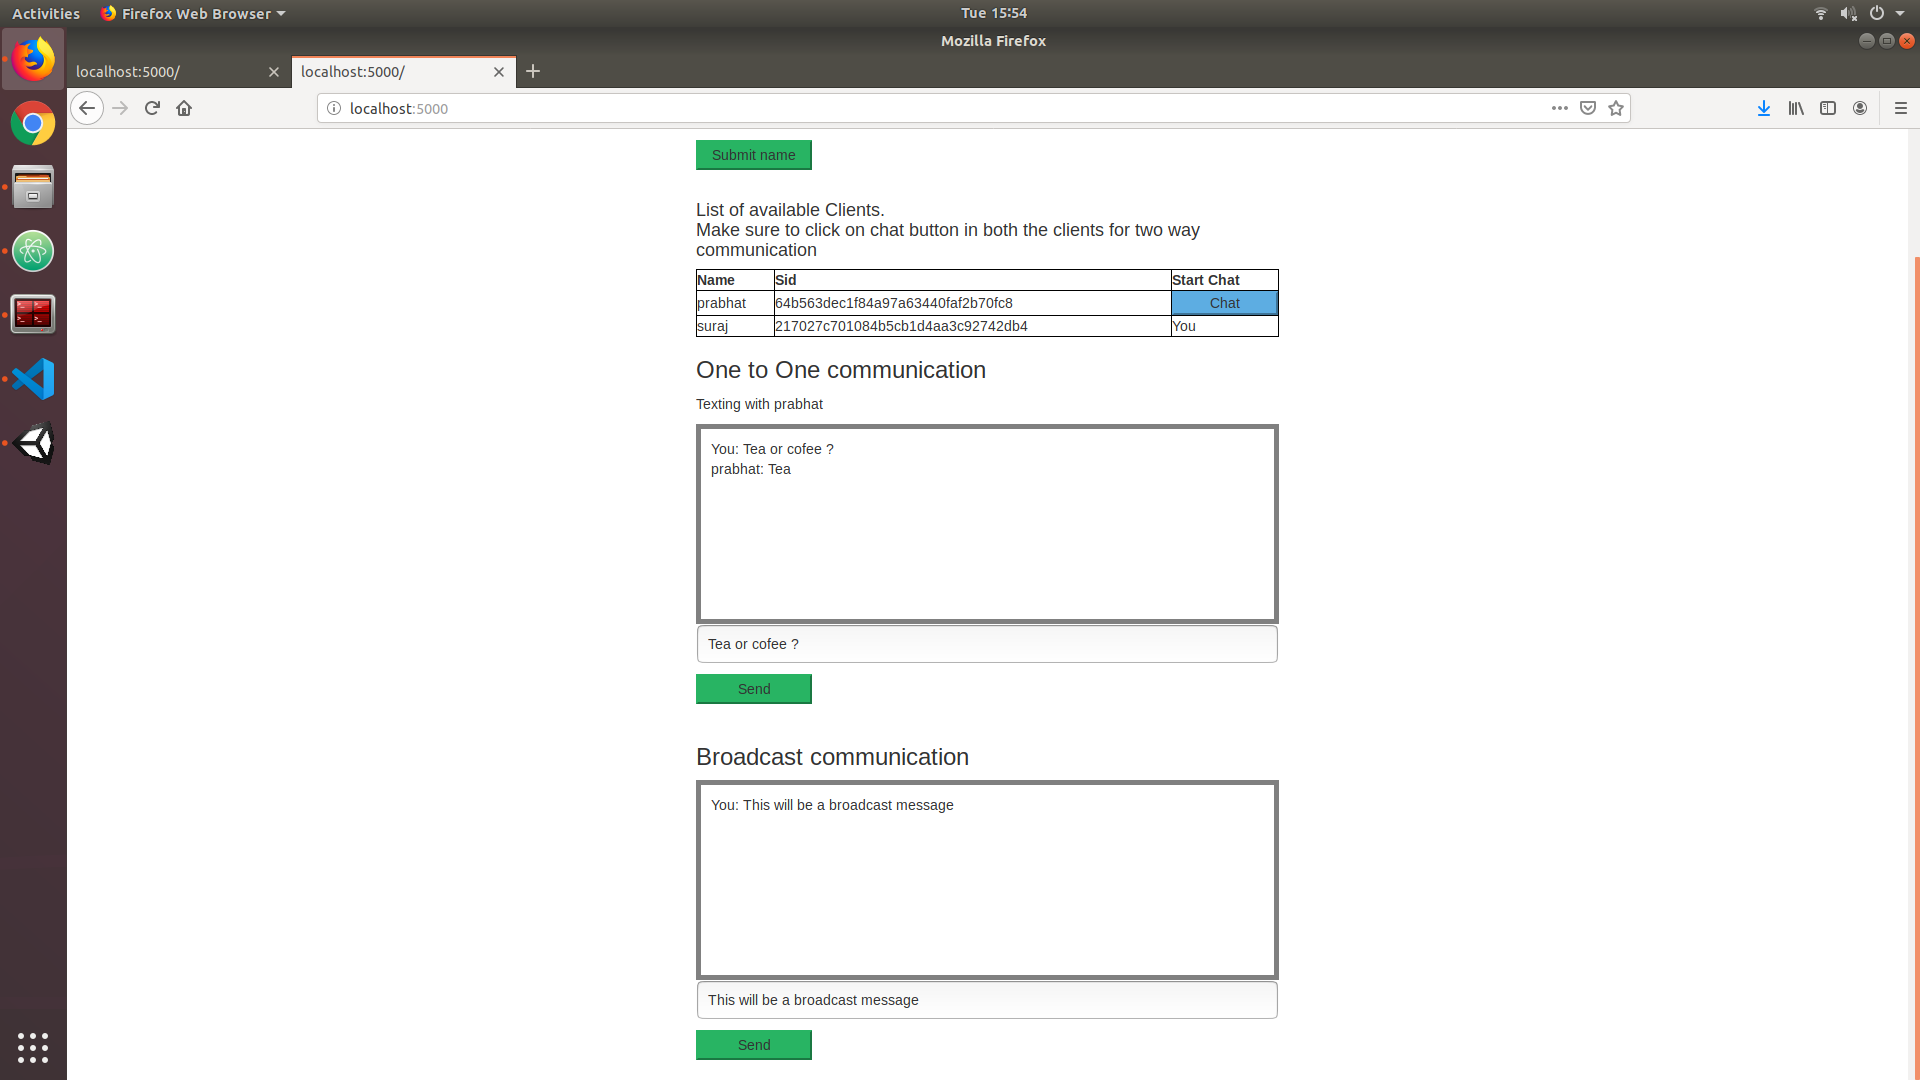 Activities Firefox Web Browser Tue 15:54
Mozilla Firefox
localhost:5000/ localhost:5000/
localhost:5000
Submit name
List of available Clients.
Make sure to click on chat button in both the clients for two way
communication
Name Sid Start Chat
prabhat 64b563dec1f84a97a63440faf2b70fc8 Chat
suraj 217027c701084b5cb1d4aa3c92742db4 You
One to One communication
Texting with prabhat
You: Tea or cofee ?
prabhat: Tea
Tea or cofee ?
Send
Broadcast communication
You: This will be a broadcast message
This will be a broadcast message
Send